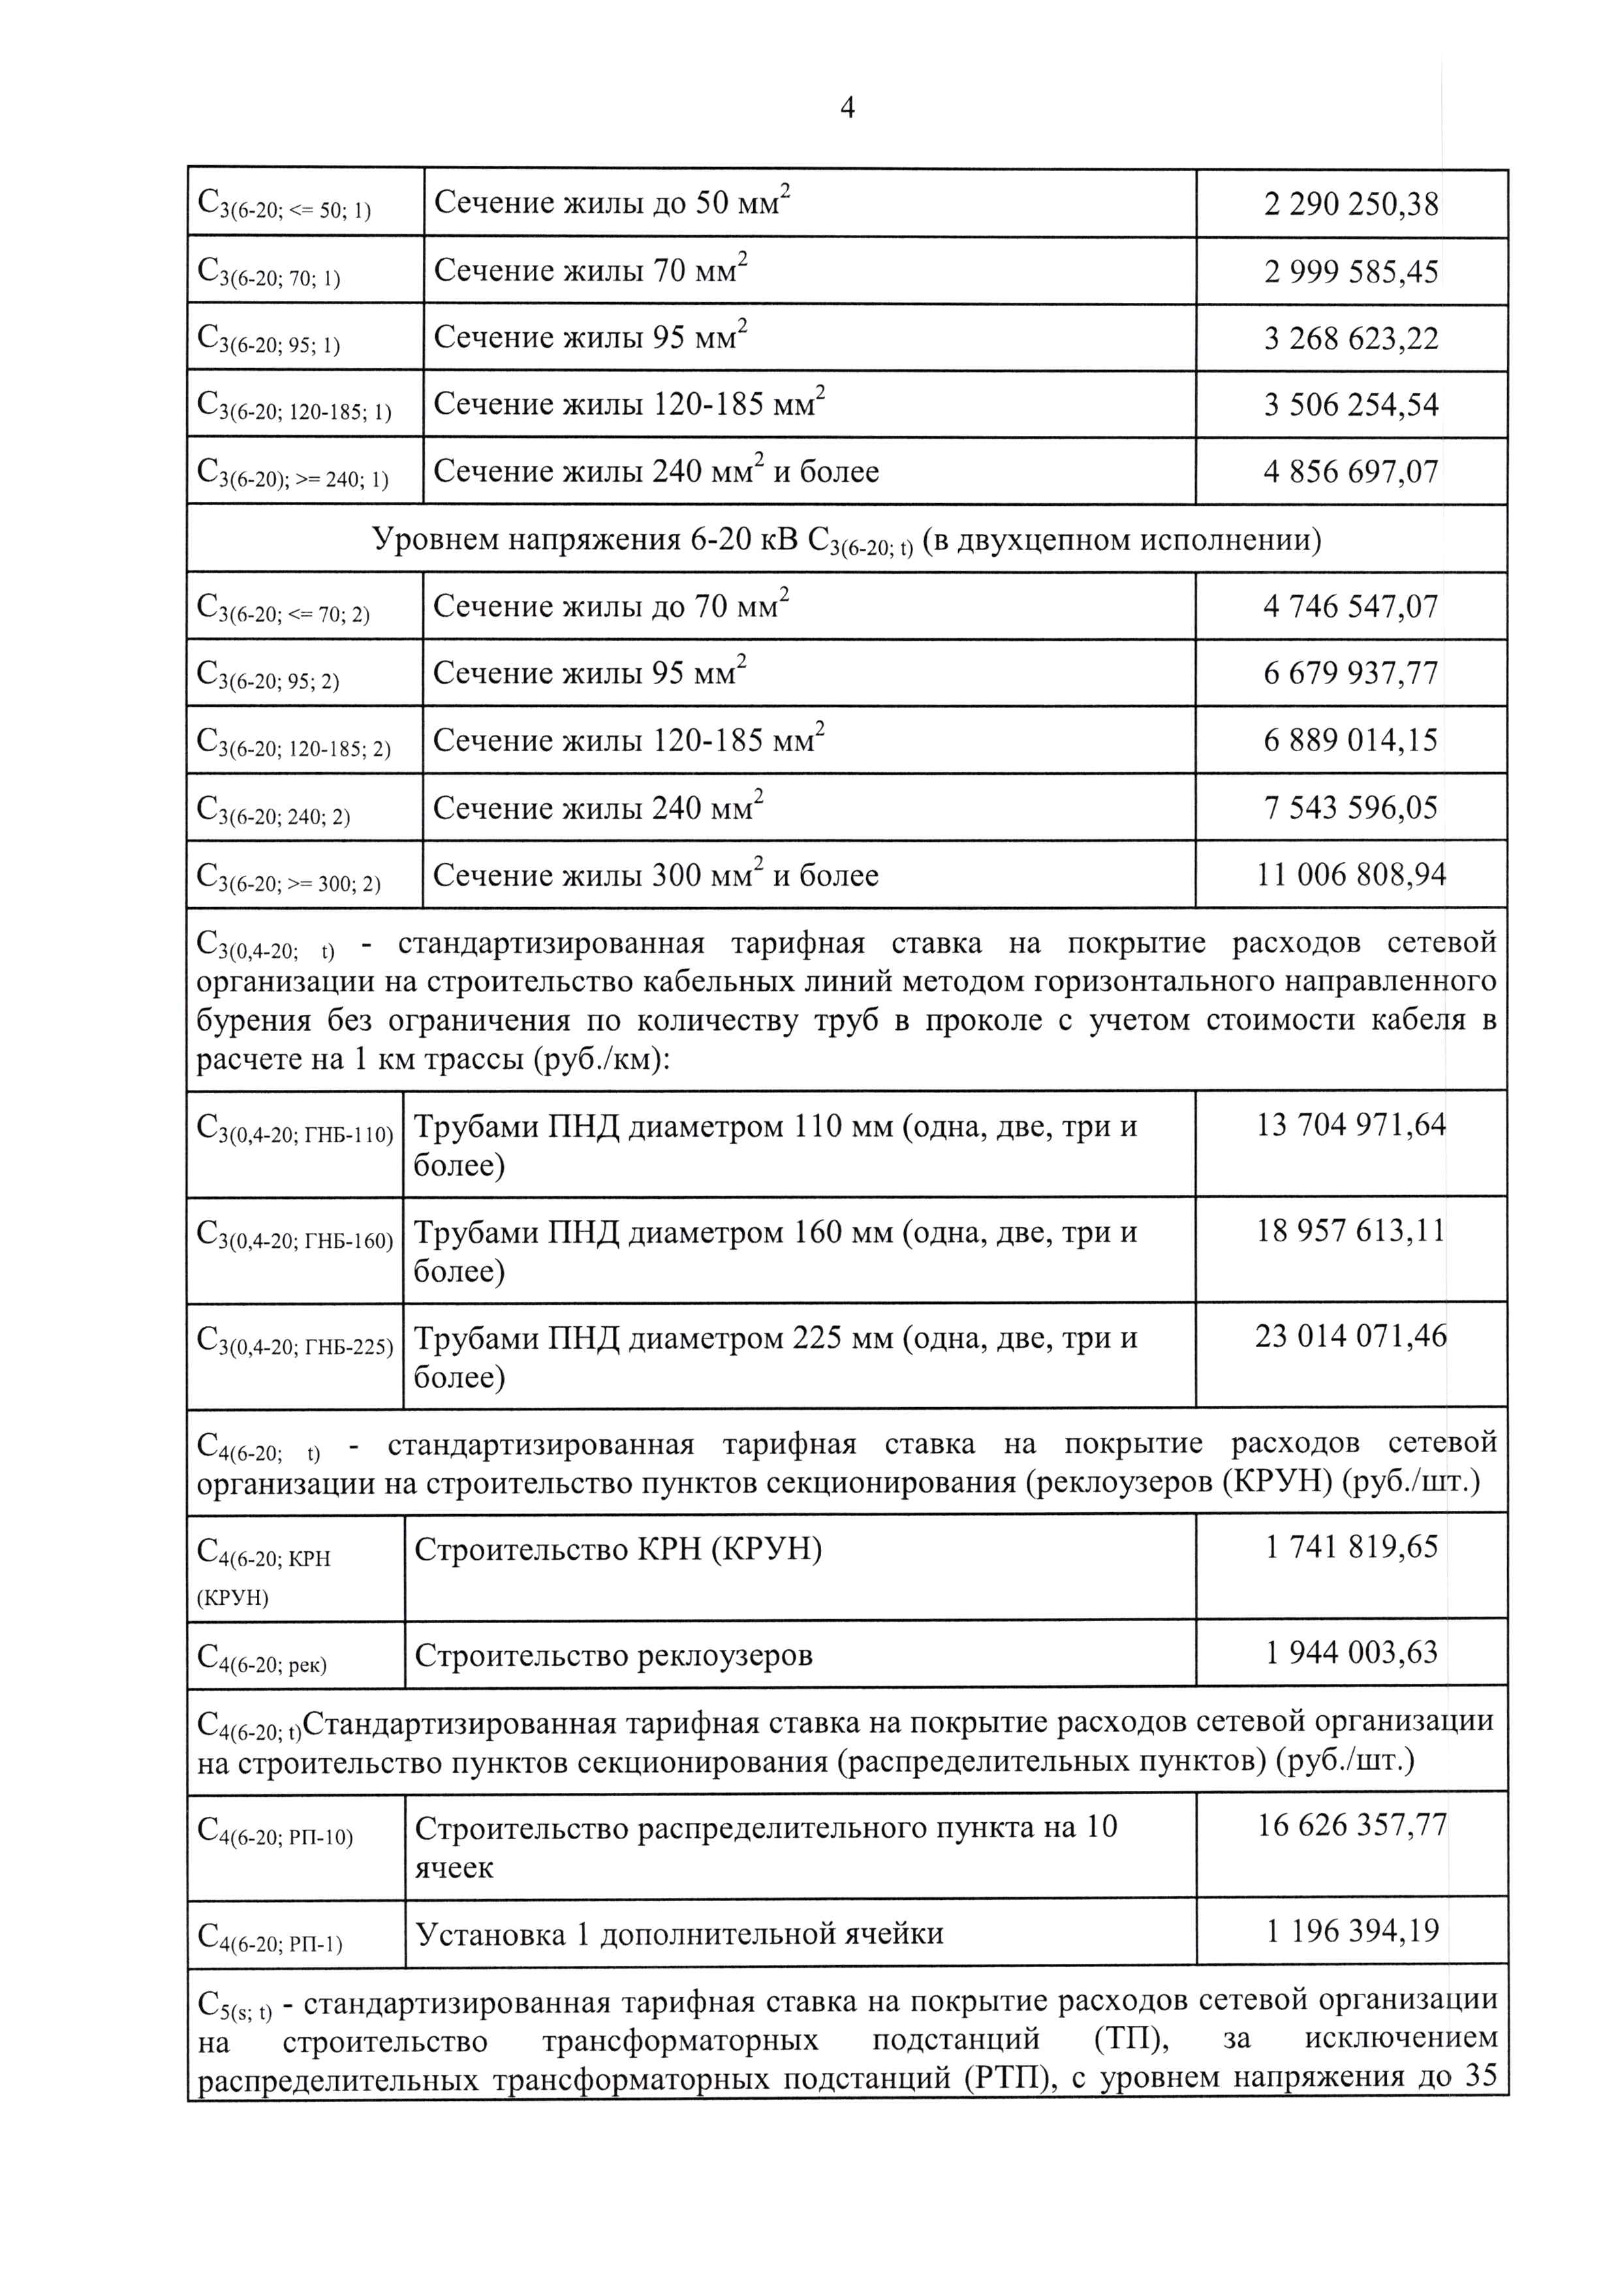 4
С3(6-20; <= 50; 1) Сечение жилы до 50 мм2 2 290 250,38
С3(6-20; 70; 1) Сечение жилы 70 мм2 2 999 585,45
С3(6-20; 95; 1) Сечение жилы 95 мм2 3 268 623,22
С3(6-20; 120-185; 1) Сечение жилы 120-185 мм2 3 506 254,54
С3(6-20); >= 240; 1) Сечение жилы 240 мм2 и более 4 856 697,07
Уровнем напряжения 6-20 кВ С3(6-20; t) (в двухцепном исполнении)
С3(6-20; <= 70; 2) Сечение жилы до 70 мм2 4 746 547,07
С3(6-20; 95; 2) Сечение жилы 95 мм2 6 679 937,77
С3(6-20; 120-185; 2) Сечение жилы 120-185 мм2 6 889 014,15
С3(6-20; 240; 2) Сечение жилы 240 мм2 7 543 596,05
С3(6-20; >= 300; 2) Сечение жилы 300 мм2 и более 11 006 808,94
С3(0,4-20; t) - стандартизированная тарифная ставка на покрытие расходов сетевой
организации на строительство кабельных линий методом горизонтального направленного
бурения без ограничения по количеству труб в проколе с учетом стоимости кабеля в
расчете на 1 км трассы (руб./км):
С3(0,4-20; ГНБ-110) Трубами ПНД диаметром 110 мм (одна, две, три и 13 704 971,64
более)
С3(0,4-20; ГНБ-160) Трубами ПНД диаметром 160 мм (одна, две, три и 18 957 613,11
более)
С3(0,4-20; ГНБ-225) Трубами ПНД диаметром 225 мм (одна, две, три и 23 014 071,46
более)
С4(6-20; t) - стандартизированная тарифная ставка на покрытие расходов сетевой
организации на строительство пунктов секционирования (реклоузеров (КРУН) (руб./шт.)
С4(6-20; КРН Строительство КРН (КРУН) 1 741 819,65
(КРУН)
С4(6-20; рек) Строительство реклоузеров 1 944 003,63
С4(6-20; t)Стандартизированная тарифная ставка на покрытие расходов сетевой организации
на строительство пунктов секционирования (распределительных пунктов) (руб./шт.)
С4(6-20; РП-10) Строительство распределительного пункта на 10 16 626 357,77
ячеек
С4(6-20; РП-1) Установка 1 дополнительной ячейки 1 196 394,19
С5(s; t) - стандартизированная тарифная ставка на покрытие расходов сетевой организации
на строительство трансформаторных подстанций (ТП), за исключением
распределительных трансформаторных подстанций (РТП), с уровнем напряжения до 35